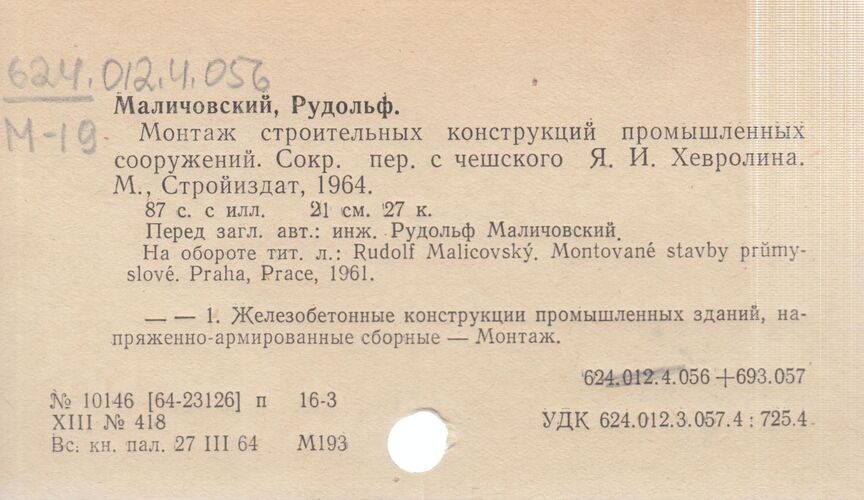 624.012.4.056
М-19
Маличовский, Рудольф.
Монтаж строительных конструкций промышленных
сооружений. Сокр. пер. с чешского Я. И. Хевролина.
М., Стройиздат, 1964.
87 с. с илл. 21 см. 27 к.
Перед загл. авт.: инж. Рудольф Маличовский.
На обороте тит. л.: Rudolf Malicovský. Montované stavby průmy-
slové. Praha, Prace, 1961.
— — 1. Железобетонные конструкции промышленных зданий, на-
пряженно-армированные сборные — Монтаж.
624.012.4.056+693.057
№ 10146 [64-23126] п 16-3
XIII № 418
УДК 624.012.3.057.4 : 725.4
Вс. кн. пал. 27 III 64 М193